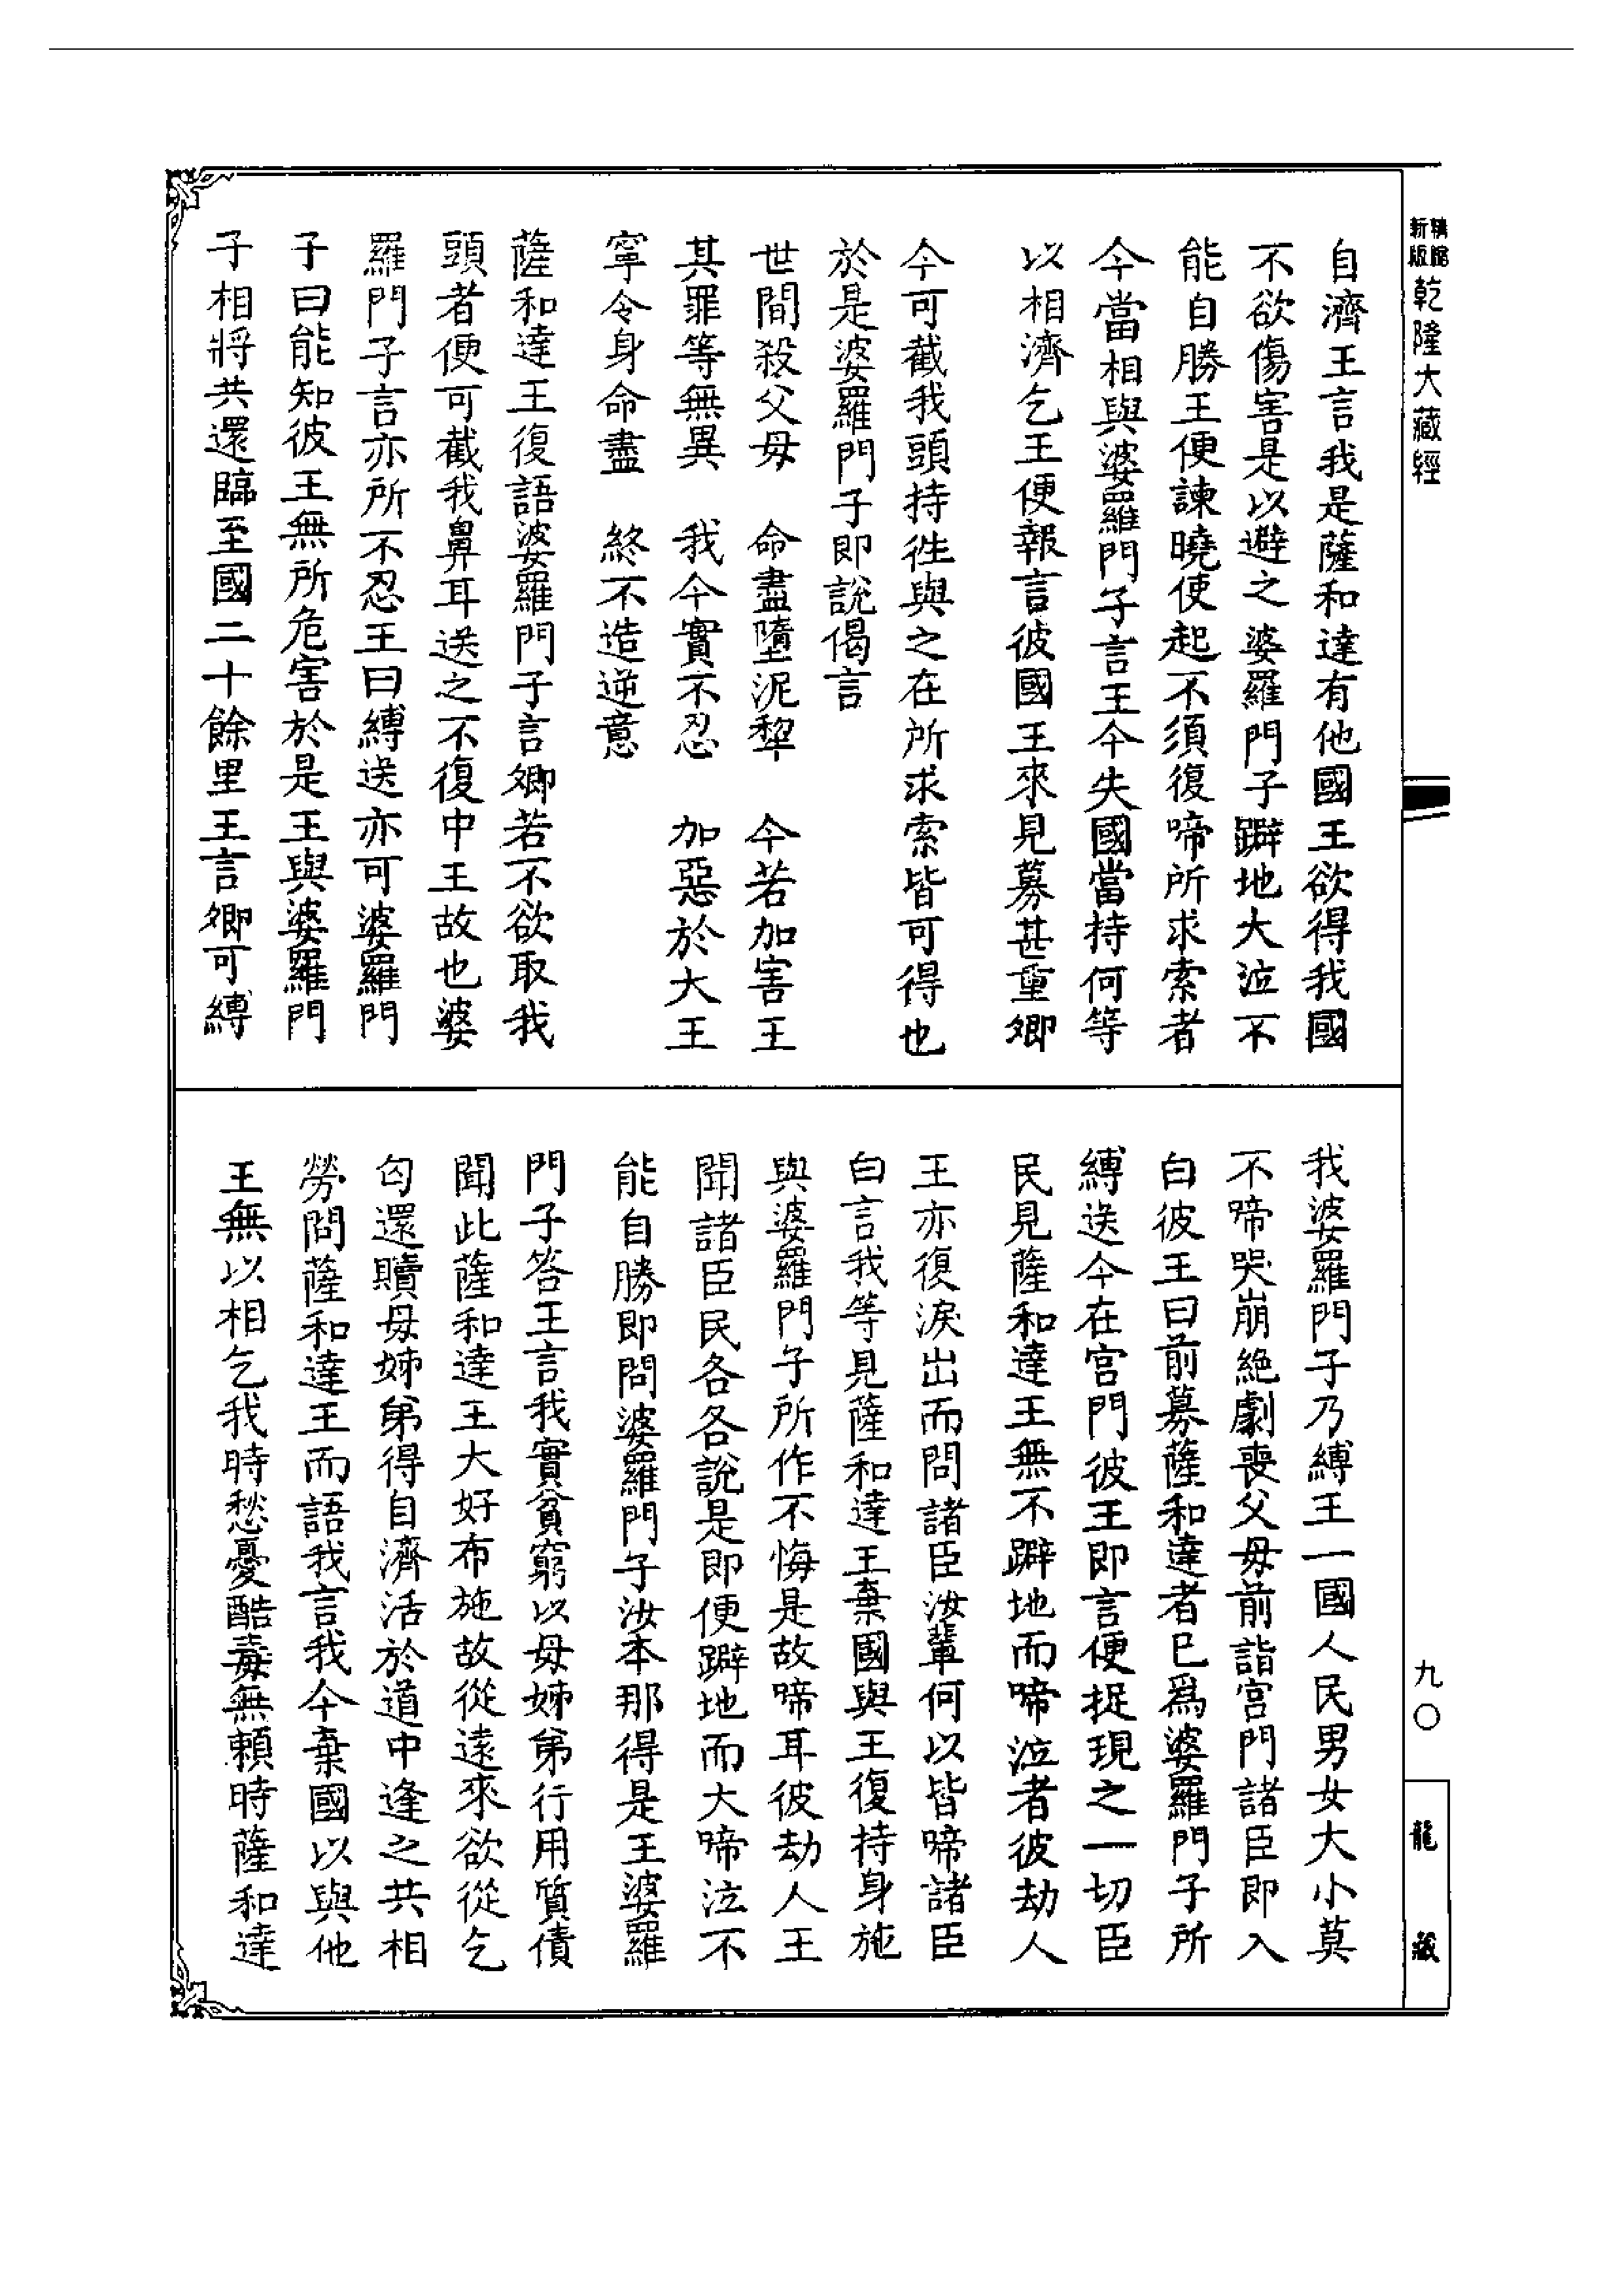 自濟王言我是薩和達有他國王欲得我國
不欲傷害是以避之婆羅門子躃地大泣不
能自勝王便諫曉使起不須復啼所求索者
今當相與婆羅門子言王今失國當持何等
以相濟乞王便報言彼國王來見募甚重卿
今可截我頭持徃與之在所求索皆可得也
於是婆羅門子即說偈言
世間殺父母　命盡墮泥犂　今若加害王
其罪等無異　我今實不忍　加惡於大王
寧令身命盡　終不造逆意
薩和達王復語婆羅門子言卿若不欲取我
頭者便可截我鼻耳送之不復中王故也婆
羅門子言亦所不忍王曰縛送亦可婆羅門
子曰能知彼王無所危害於是王與婆羅門
子相將共還臨至國二十餘里王言卿可縛
我婆羅門子乃縛王一國人民男女大小莫
不啼哭崩絕劇喪父母前詣宮門諸臣即入
白彼王曰前募薩和達者已爲婆羅門子所
縛送今在宮門彼王即言便捉現之一切臣
民見薩和達王無不躃地而啼泣者彼劫人
王亦復淚出而問諸臣汝輩何以皆啼諸臣
白言我等見薩和達王棄國與王復持身施
與婆羅門子所作不悔是故啼耳彼劫人王
聞諸臣民各各說是即便躃地而大啼泣不
能自勝即問婆羅門子汝本那得是王婆羅
門子答王言我實貧窮以母姊弟行用質債
聞此薩和達王大好布施故從遠來欲從乞
匄還贖母姊弟得自濟活於道中逢之共相
勞問薩和達王而語我言我今棄國以與他
王無以相乞我時愁憂酷毒無賴時薩和達
新編
版縮
乾隆大藏經
九〇
龍藏